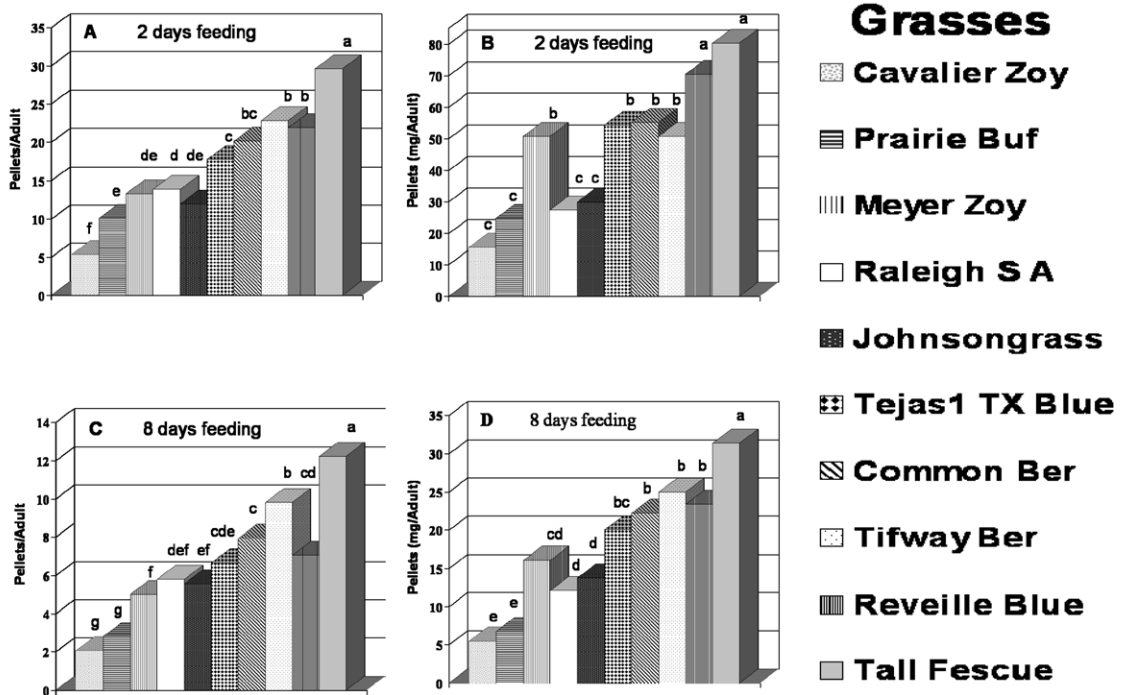 A 2 days feeding
Pellets/Adult
35
30
25
20
15
10
5
0
f
e
de
d
de
c
bc
b
b
a
B 2 days feeding
Pellets (mg/Adult)
80
70
60
50
40
30
20
10
0
c
c
b
c
c
b
b
b
a
a
C 8 days feeding
Pellets/Adult
14
12
10
8
6
4
2
0
g
g
f
def
ef
cde
c
b
cd
a
D 8 days feeding
Pellets (mg/Adult)
35
30
25
20
15
10
5
0
e
e
cd
d
d
bc
b
b
b
a
Grasses
Cavalier Zoy
Prairie Buf
Meyer Zoy
Raleigh S A
Johnsongrass
Tejas1 TX Blue
Common Ber
Tifway Ber
Reveille Blue
Tall Fescue